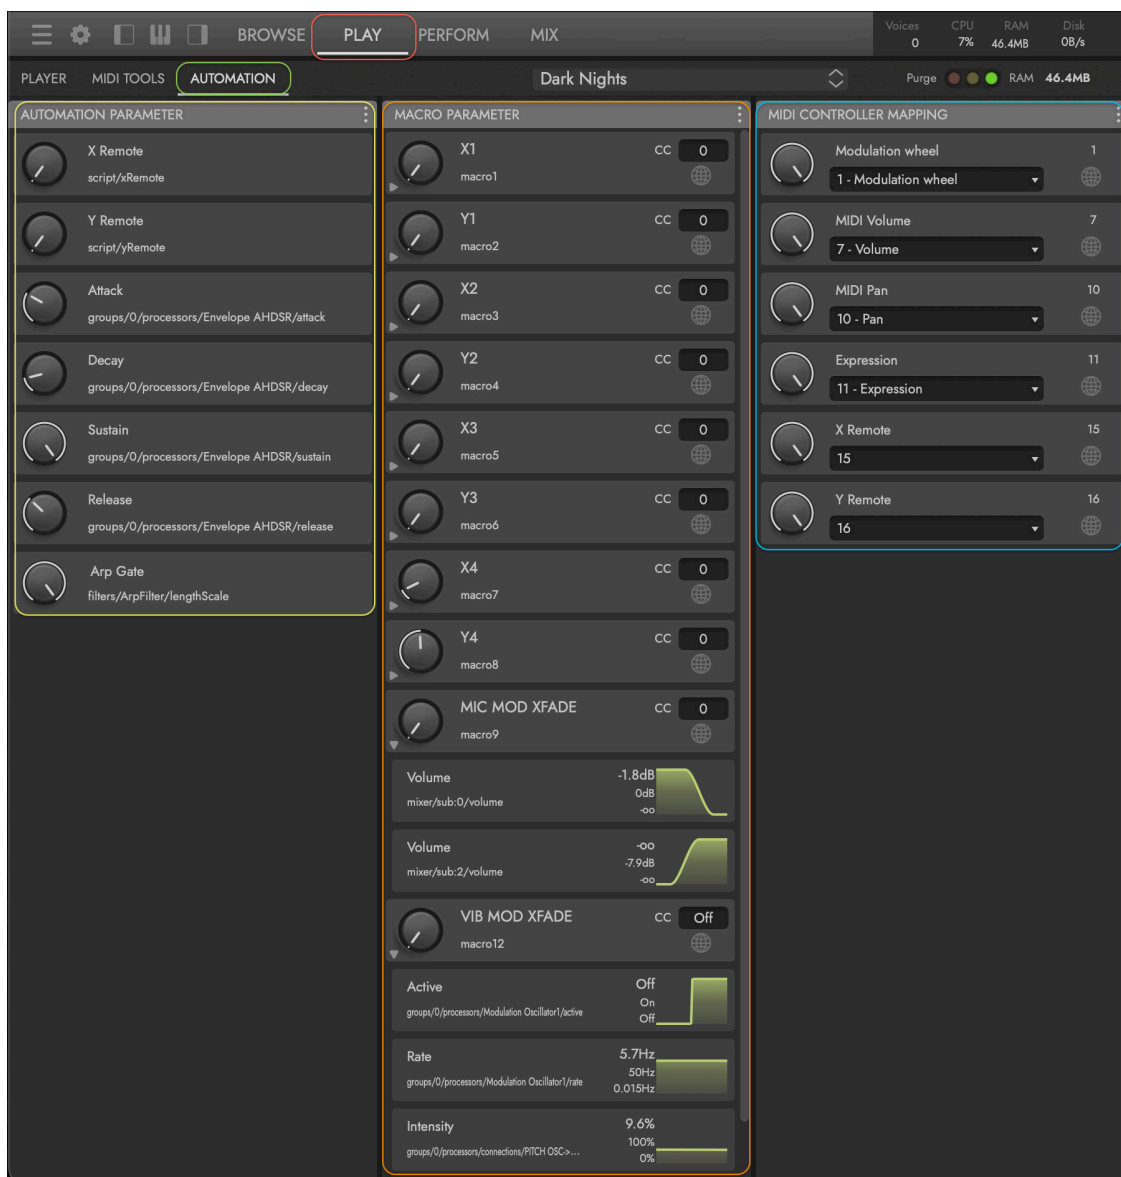 BROWSE PLAY PERFORM MIX
Voices CPU RAM Disk
0 7% 46.4MB 0B/s
PLAYER MIDI TOOLS AUTOMATION Dark Nights Purge RAM 46.4MB
AUTOMATION PARAMETER
X Remote
script/xRemote
Y Remote
script/yRemote
Attack
groups/0/processors/Envelope AHDSR/attack
Decay
groups/0/processors/Envelope AHDSR/decay
Sustain
groups/0/processors/Envelope AHDSR/sustain
Release
groups/0/processors/Envelope AHDSR/release
Arp Gate
filters/ArpFilter/lengthScale
MACRO PARAMETER
X1 CC 0
macro1
Y1 CC 0
macro2
X2 CC 0
macro3
Y2 CC 0
macro4
X3 CC 0
macro5
Y3 CC 0
macro6
X4 CC 0
macro7
Y4 CC 0
macro8
MIC MOD XFADE CC 0
macro9
Volume -1.8dB
0dB
mixer/sub:0/volume
-oo
Volume -oo
-7.9dB
mixer/sub:2/volume
-oo
VIB MOD XFADE CC Off
macro12
Active Off
On
groups/0/processors/Modulation Oscillator1/active
Off
Rate 5.7Hz
50Hz
groups/0/processors/Modulation Oscillator1/rate
0.015Hz
Intensity 9.6%
100%
groups/0/processors/connections/PITCH OSC->...
0%
MIDI CONTROLLER MAPPING
Modulation wheel 1
1 - Modulation wheel
MIDI Volume 7
7 - Volume
MIDI Pan 10
10 - Pan
Expression 11
11 - Expression
X Remote 15
15
Y Remote 16
16